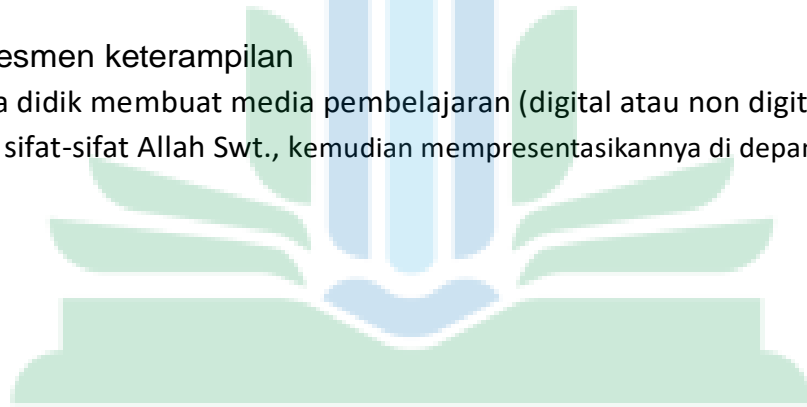 esmen keterampilan
a didik membuat media pembelajaran (digital atau non digit
sifat-sifat Allah Swt., kemudian mempresentasikannya di depan